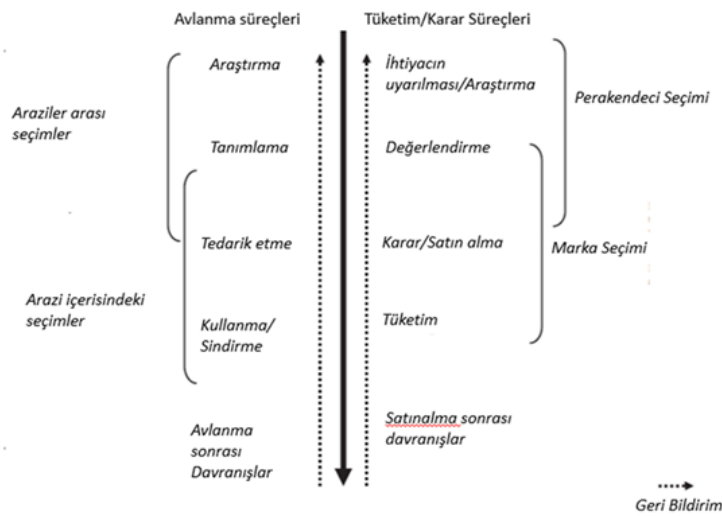 Avlanma süreçleri
Tüketim/Karar Süreçleri
Araştırma
İhtiyacın
uyarılması/Araştırma
Perakendeci Seçimi
Araziler arası
seçimler
Tanımlama
Değerlendirme
Tedarik etme
Karar/Satın alma
Marka Seçimi
Arazi içerisindeki
seçimler
Kullanma/
Sindirme
Tüketim
Avlanma
sonrası
Davranışlar
Satınalma sonrası
davranışlar
Geri Bildirim